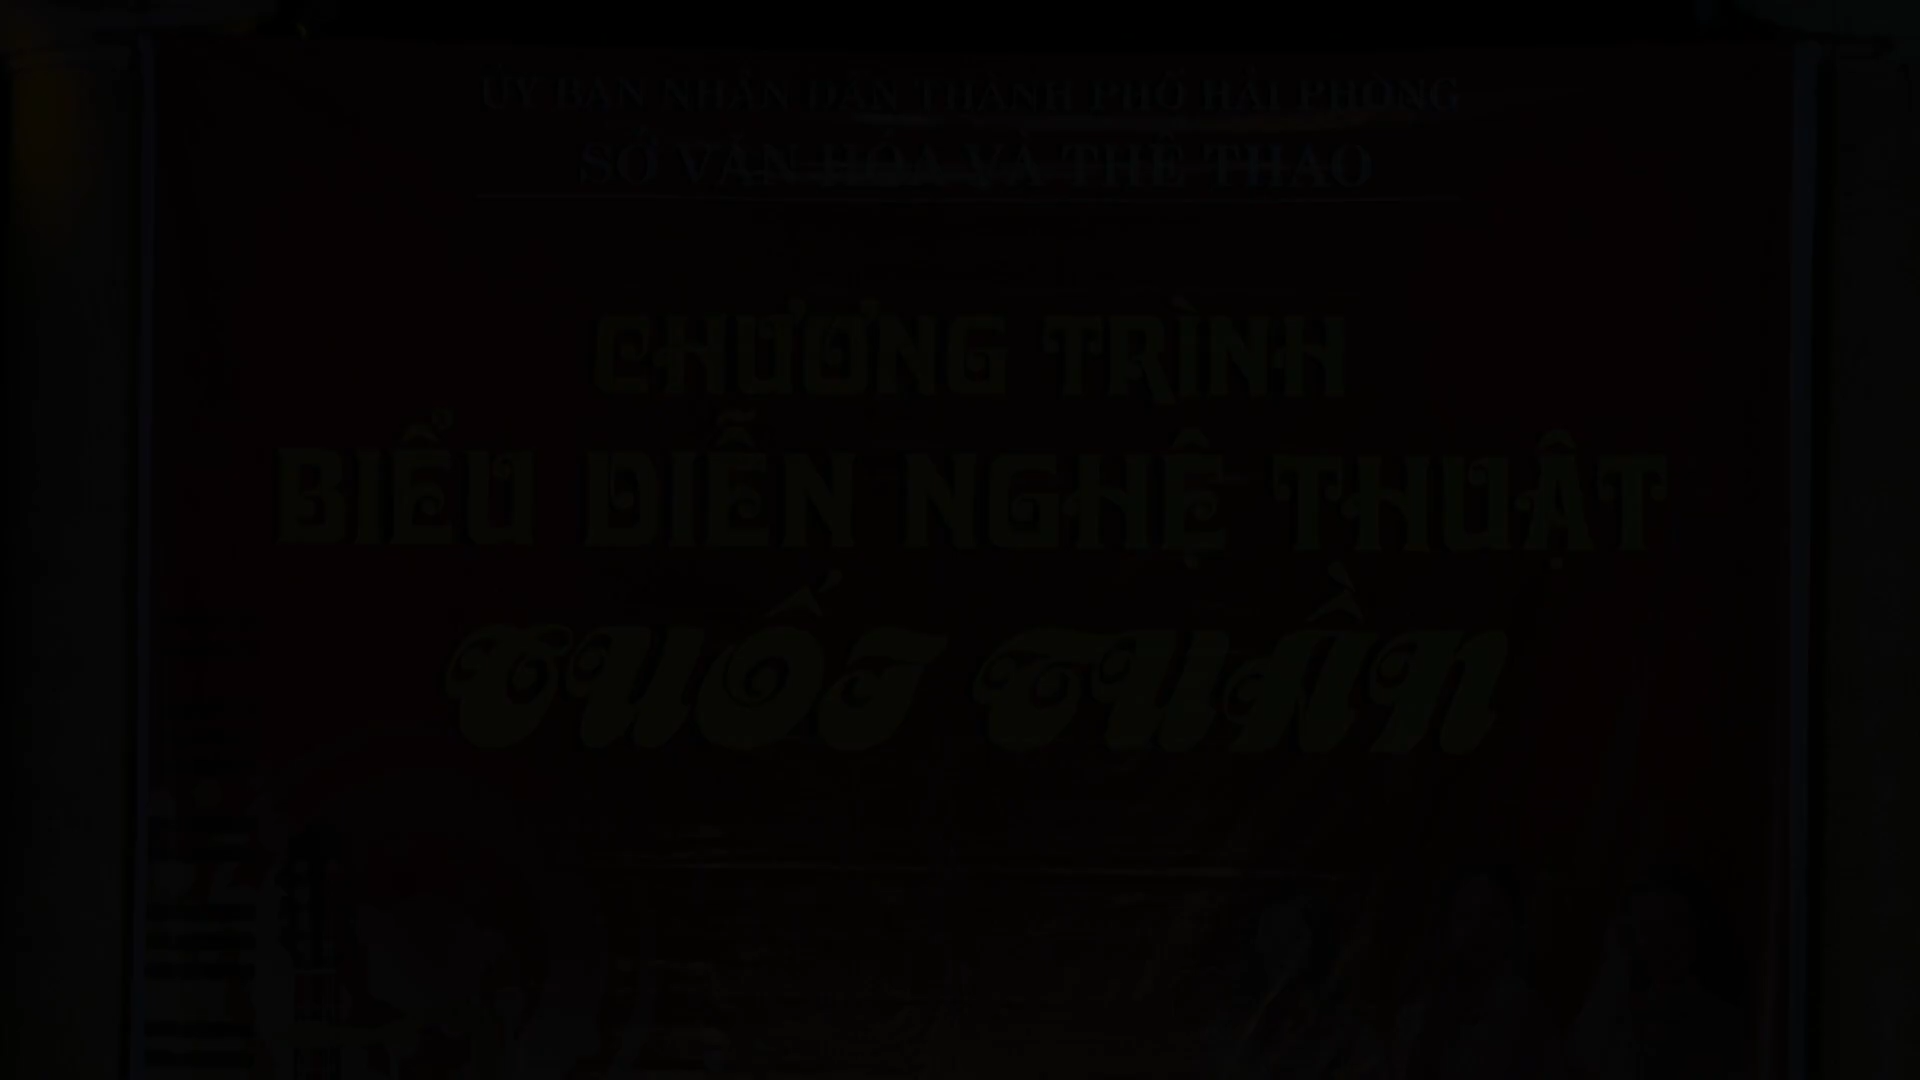 ỦY BAN NHÂN DÂN THÀNH PHỐ HẢI PHÒNG
SỞ VĂN HÓA VÀ THỂ THAO
CHƯƠNG TRÌNH
BIỂU DIỄN NGHỆ THUẬT
CUỐI TUẦN